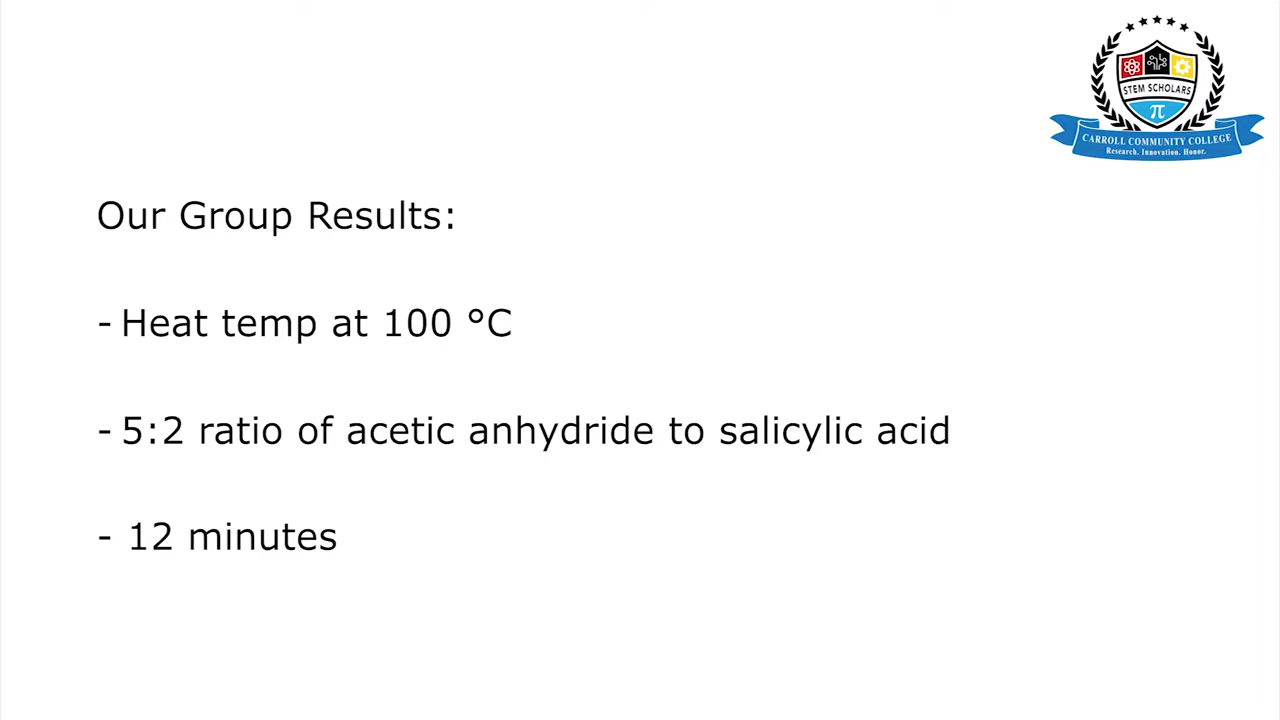 STEM SCHOLARS
π
CARROLL COMMUNITY COLLEGE
Research. Innovation. Honor.
Our Group Results:
- Heat temp at 100 °C
- 5:2 ratio of acetic anhydride to salicylic acid
- 12 minutes